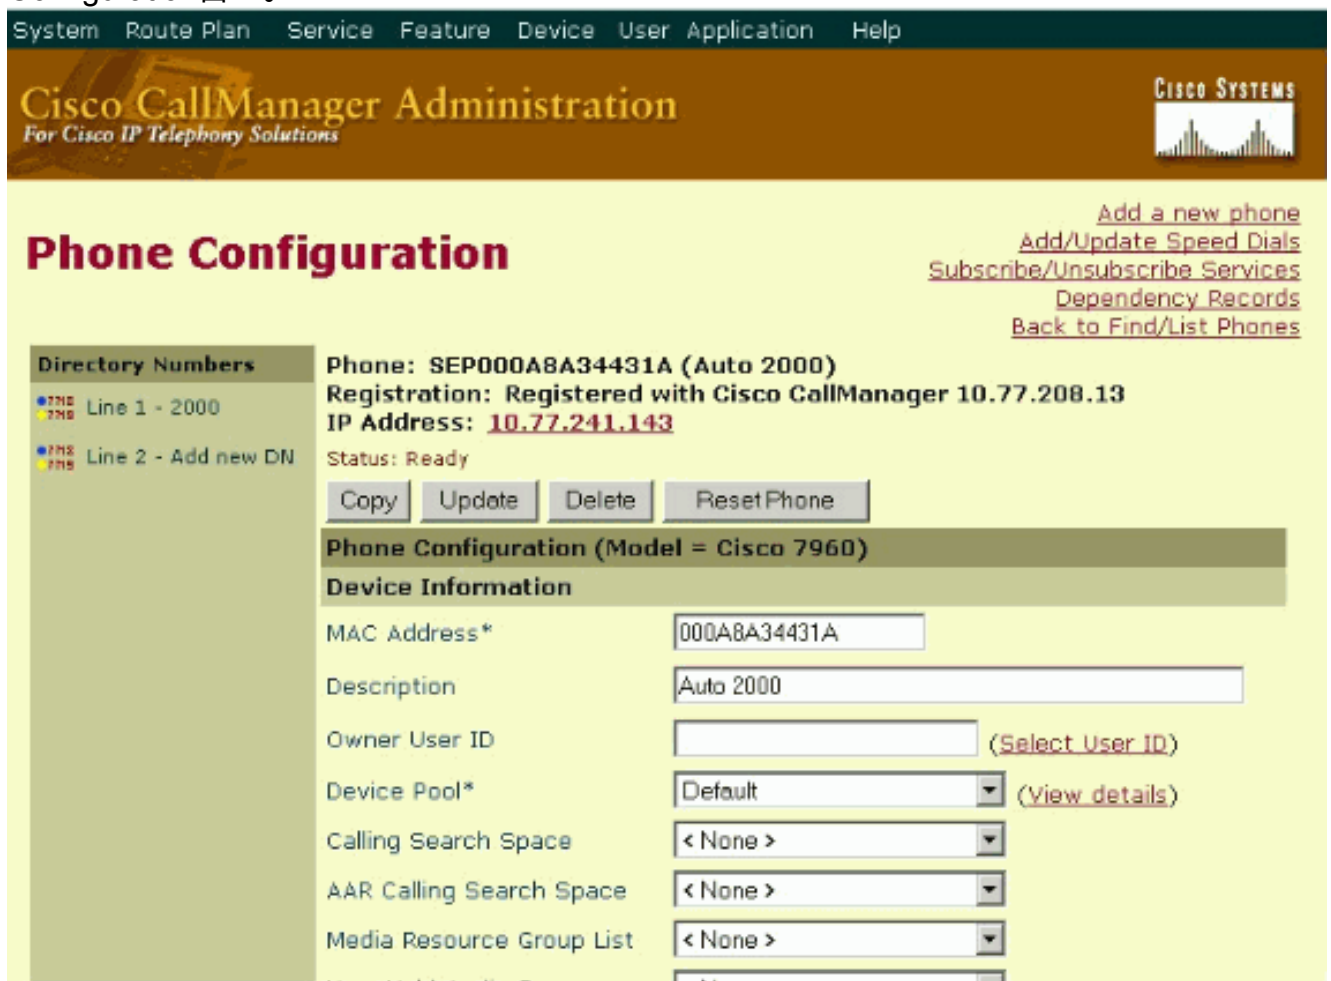 System Route Plan Service Feature Device User Application Help
Cisco CallManager Administration
For Cisco IP Telephony Solutions
CISCO SYSTEMS
Phone Configuration
Add a new phone
Add/Update Speed Dials
Subscribe/Unsubscribe Services
Dependency Records
Back to Find/List Phones
Directory Numbers
Line 1 - 2000
Line 2 - Add new DN
Phone: SEP000A8A34431A (Auto 2000)
Registration: Registered with Cisco CallManager 10.77.208.13
IP Address: 10.77.241.143
Status: Ready
Copy Update Delete Reset Phone
Phone Configuration (Model = Cisco 7960)
Device Information
MAC Address* 000A8A34431A
Description Auto 2000
Owner User ID (Select User ID)
Device Pool* Default (View details)
Calling Search Space < None >
AAR Calling Search Space < None >
Media Resource Group List < None >